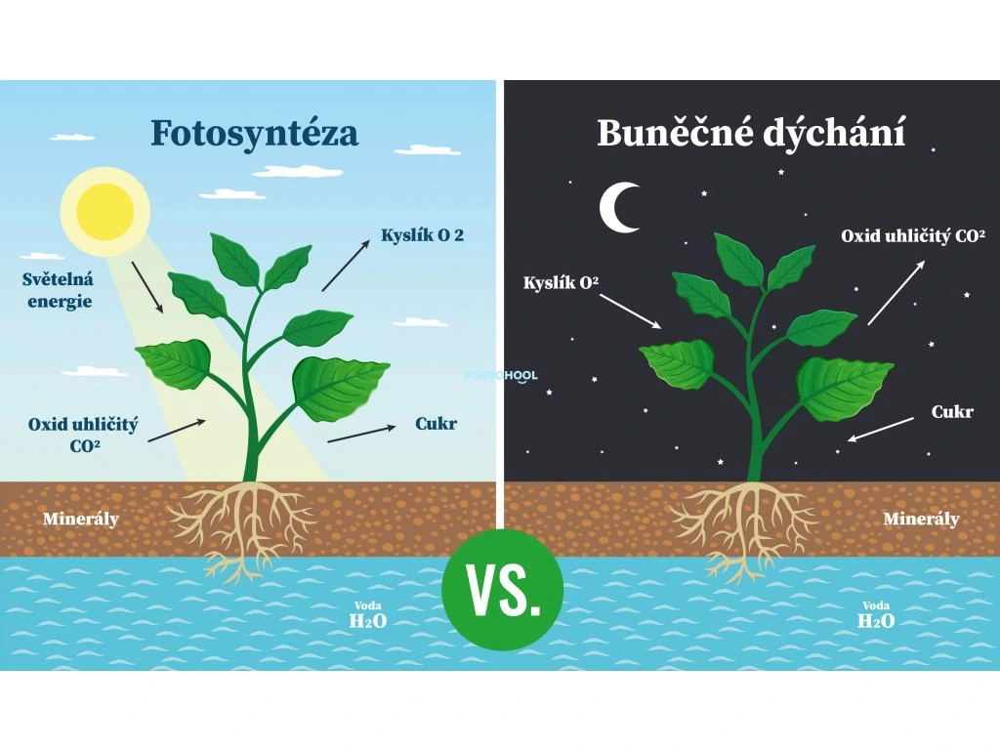 Fotosyntéza
Kyslík O 2
Světelná
energie
Oxid uhličitý
CO²
Cukr
Minerály
Voda
H₂O
VS.
Buněčné dýchání
Oxid uhličitý CO²
Kyslík O²
Cukr
Minerály
Voda
H₂O
FORSCHOOL